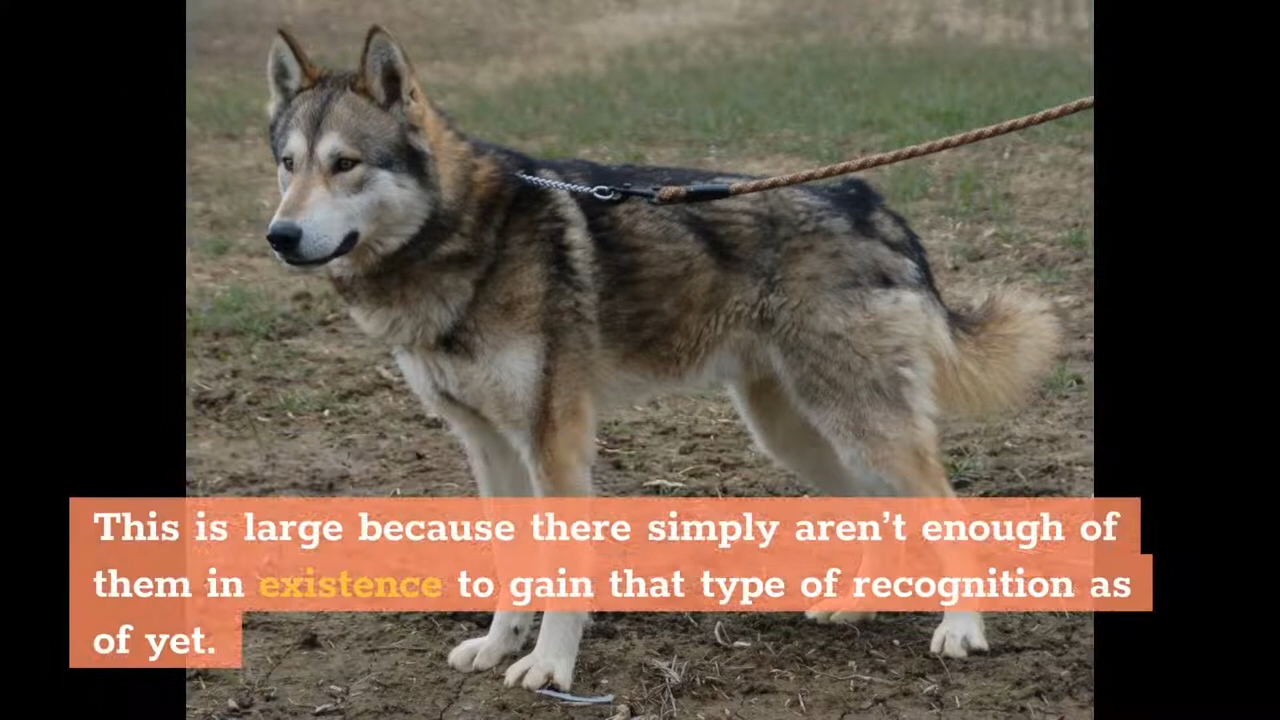 This is large because there simply aren't enough of
them in existence to gain that type of recognition as
of yet.